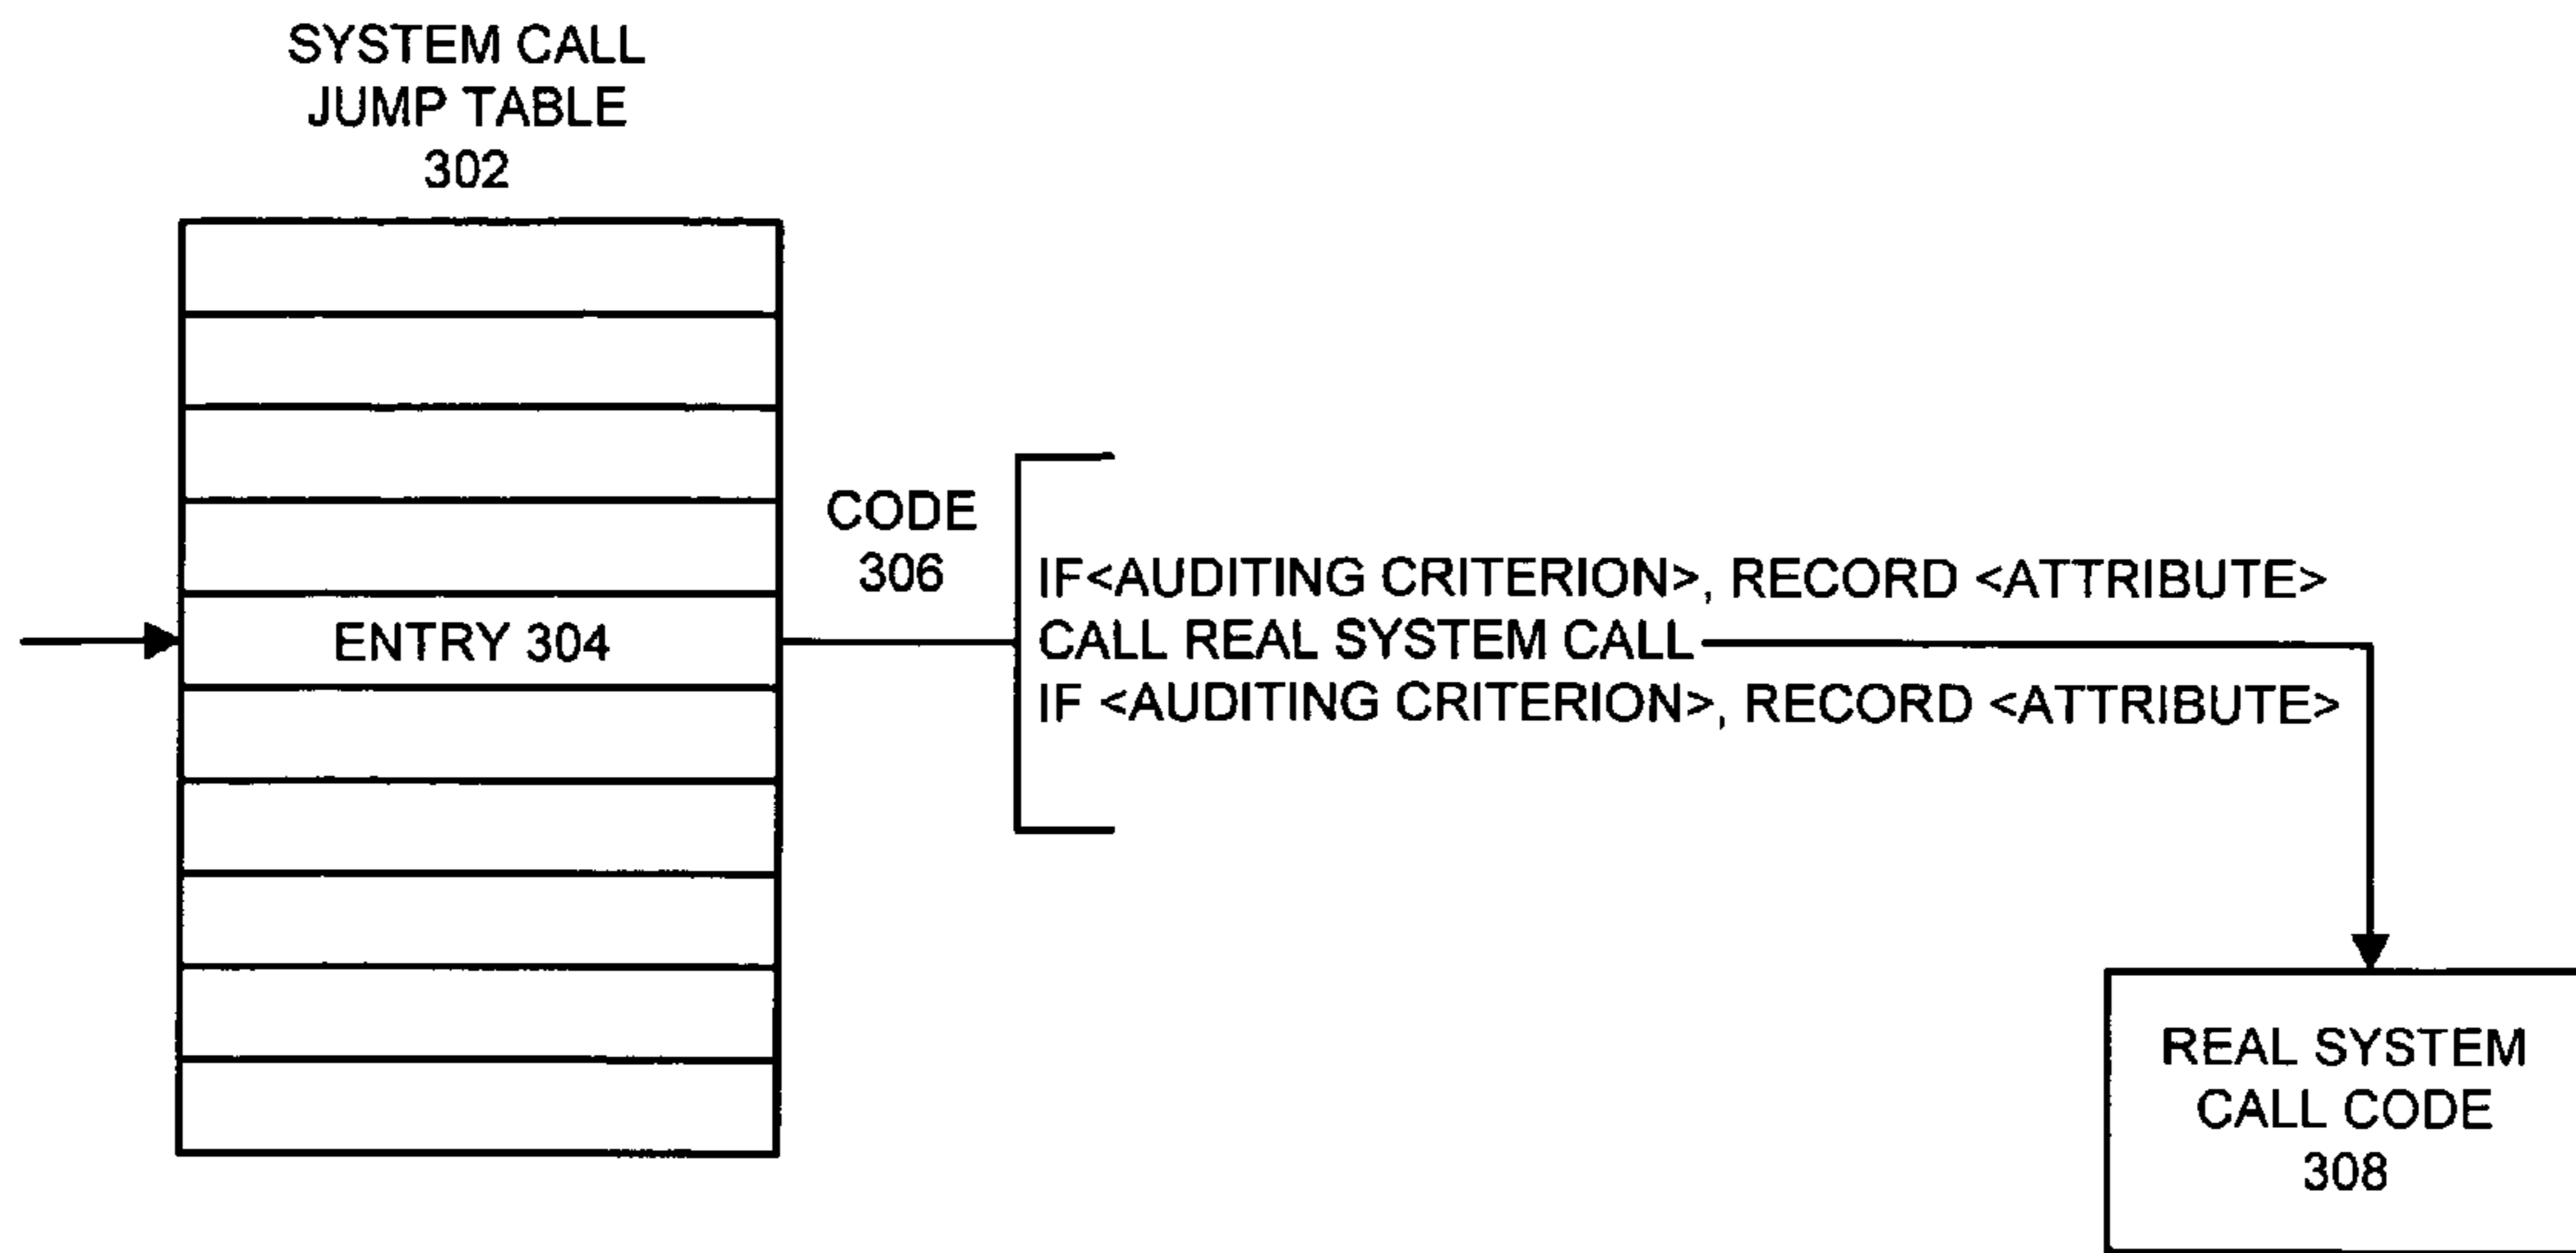 SYSTEM CALL
JUMP TABLE
302
CODE
306
IF<AUDITING CRITERION>, RECORD <ATTRIBUTE>
ENTRY 304
CALL REAL SYSTEM CALL
IF <AUDITING CRITERION>, RECORD <ATTRIBUTE>
REAL SYSTEM
CALL CODE
308